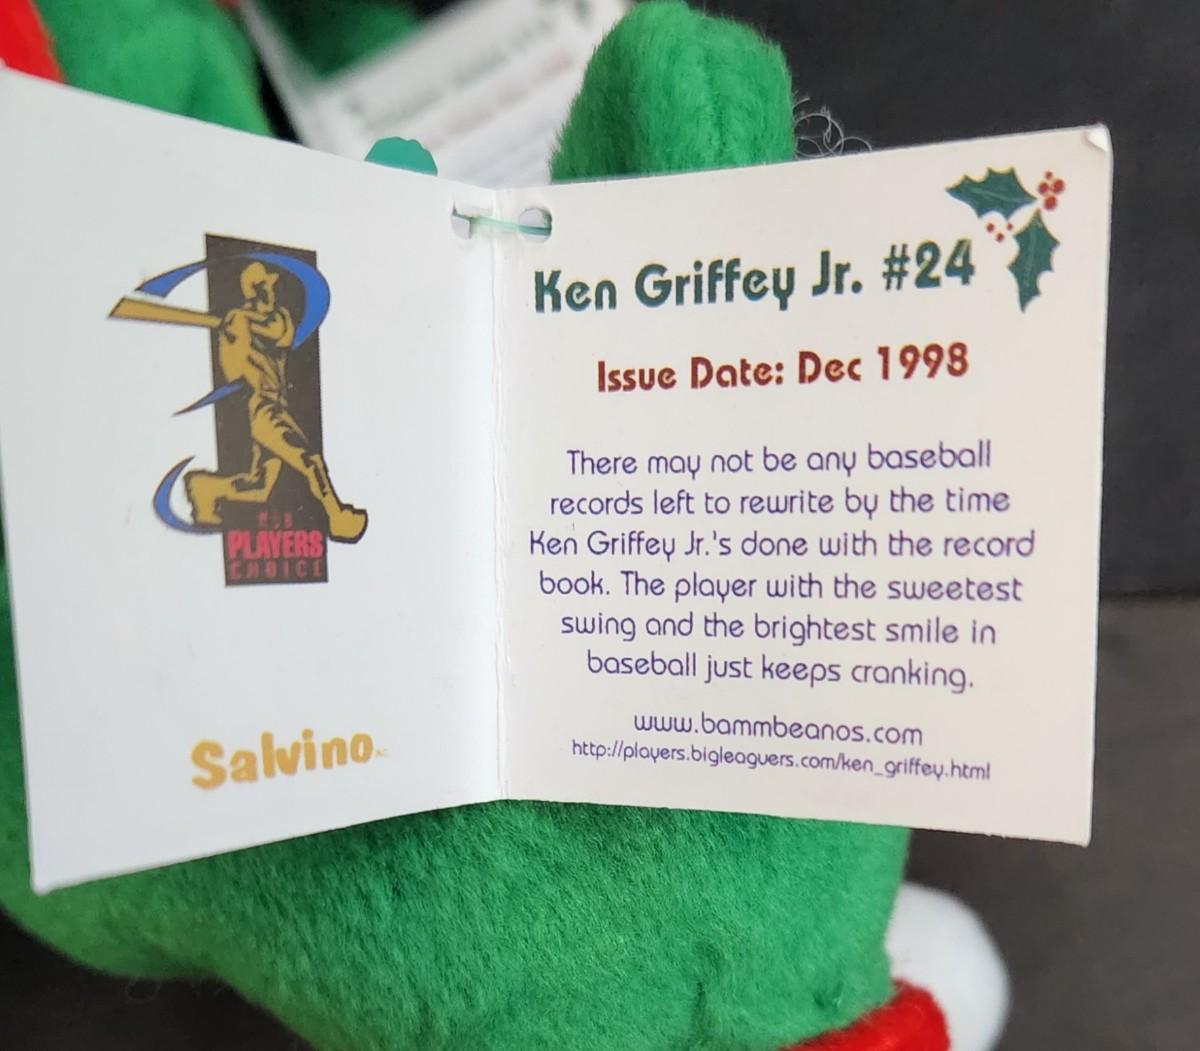 MLB
PLAYERS
CHOICE
Salvino
Ken Griffey Jr. #24
Issue Date: Dec 1998
There may not be any baseball
records left to rewrite by the time
Ken Griffey Jr.'s done with the record
book. The player with the sweetest
swing and the brightest smile in
baseball just keeps cranking.
www.bammbeanos.com
http://players.bigleaguers.com/ken_griffey.html